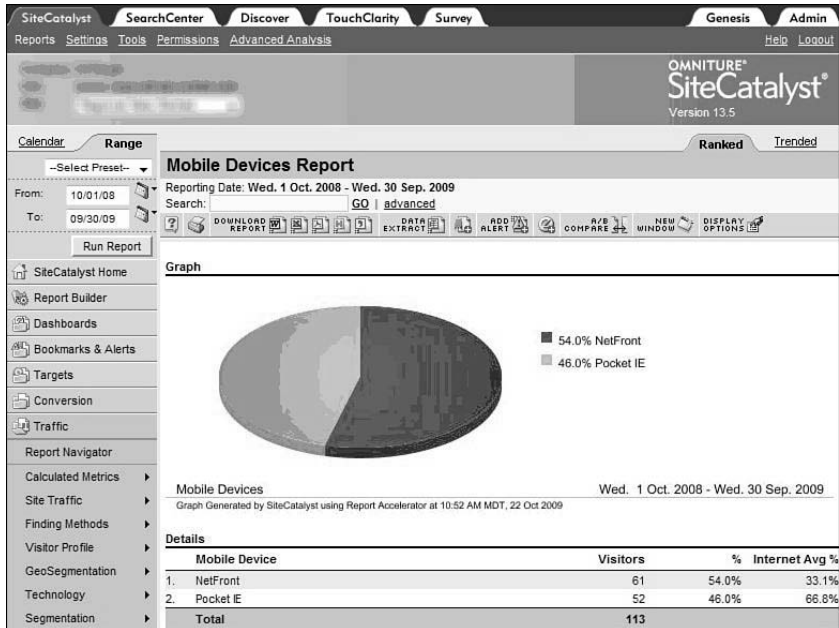 SiteCatalyst SearchCenter Discover TouchClarity Survey Genesis Admin
Reports Settings Tools Permissions Advanced Analysis Help Logout
OMNITURE®
SiteCatalyst®
Version 13.5
Calendar Range Ranked Trended
--Select Preset-- Mobile Devices Report
From: 10/01/08 Reporting Date: Wed. 1 Oct. 2008 - Wed. 30 Sep. 2009
Search: GO | advanced
To: 09/30/09
DOWNLOAD REPORT DATA EXTRACT ADD ALERT A/B COMPARE NEW WINDOW DISPLAY OPTIONS
Run Report
SiteCatalyst Home
Graph
Report Builder
Dashboards
54.0% NetFront
Bookmarks & Alerts
46.0% Pocket IE
Targets
Conversion
Traffic
Report Navigator
Calculated Metrics
Mobile Devices Wed. 1 Oct. 2008 - Wed. 30 Sep. 2009
Site Traffic
Graph Generated by SiteCatalyst using Report Accelerator at 10:52 AM MDT, 22 Oct 2009
Finding Methods
Details
Visitor Profile
Mobile Device Visitors % Internet Avg %
GeoSegmentation
1. NetFront 61 54.0% 33.1%
Technology
2. Pocket IE 52 46.0% 66.8%
Segmentation
Total 113